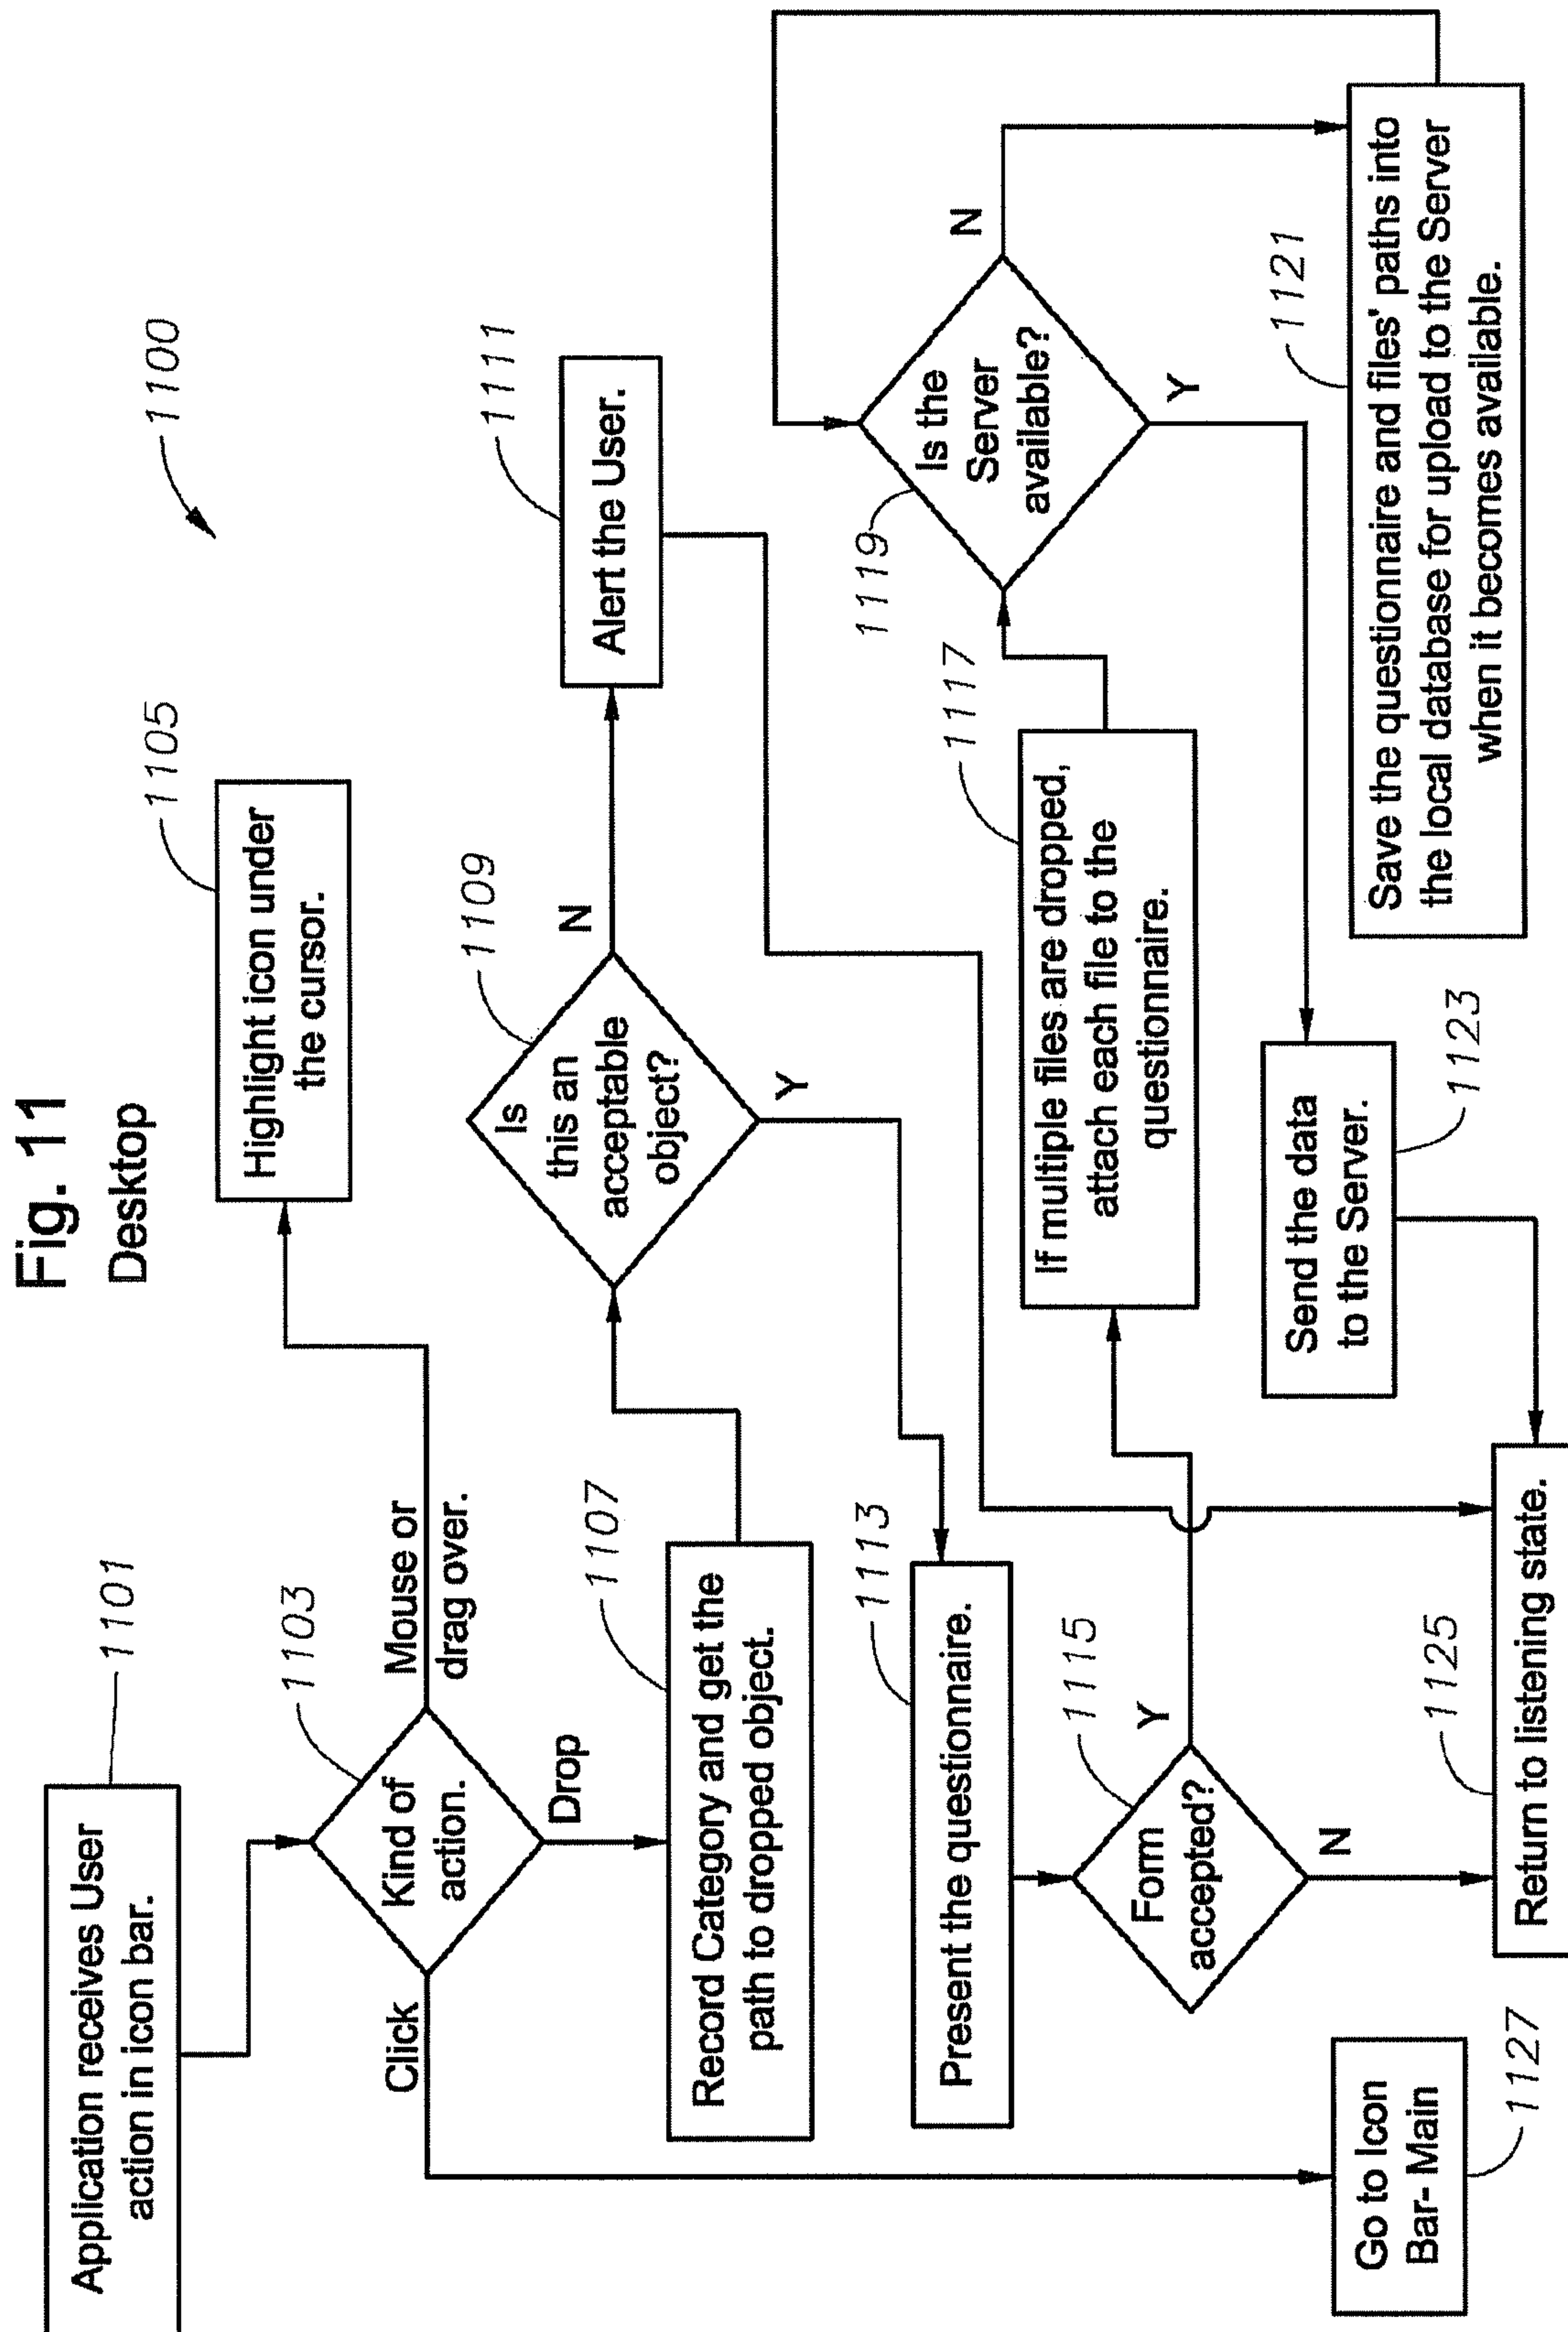 Fig. 11
Desktop
1100
Application receives User
action in icon bar.
1101
Kind of
action.
1103
Click
Drop
Mouse or
drag over.
Highlight icon under
the cursor.
1105
Record Category and get the
path to dropped object.
1107
Is
this an
acceptable
object?
1109
N
Y
Alert the User.
1111
Present the questionnaire.
1113
Form
accepted?
1115
Y
N
If multiple files are dropped,
attach each file to the
questionnaire.
1117
Is the
Server
available?
1119
N
Y
Save the questionnaire and files' paths into
the local database for upload to the Server
when it becomes available.
1121
Send the data
to the Server.
1123
Return to listening state.
1125
Go to Icon
Bar- Main
1127